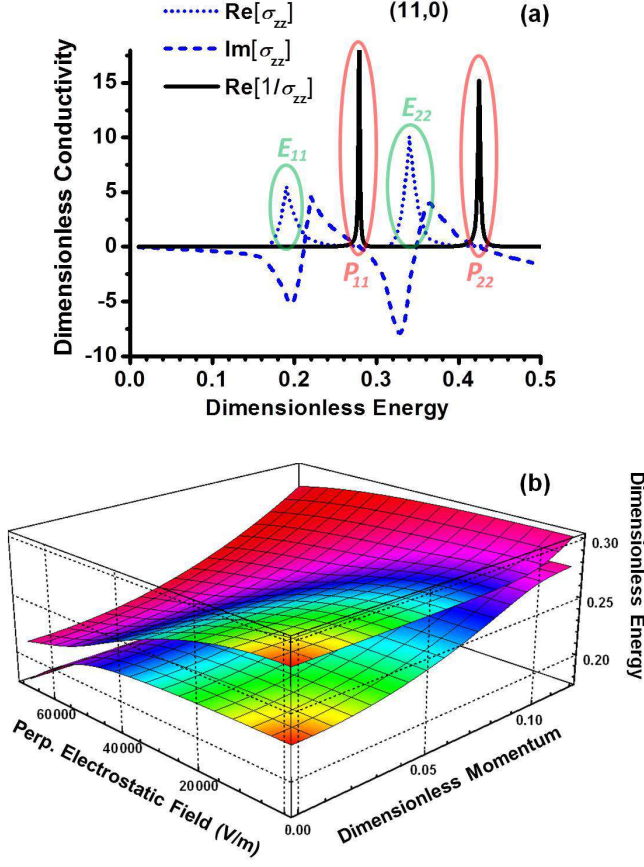 Re[σzz] (11,0) (a)
Im[σzz]
Re[1/σzz]
Dimensionless Conductivity
15
10
5
0
-5
-10
E11
E22
P11
P22
0.0 0.1 0.2 0.3 0.4 0.5
Dimensionless Energy
(b)
Dimensionless Energy
0.30
0.25
0.20
60000
40000
20000
0.00
0.05
0.10
Perp. Electrostatic Field (V/m)
Dimensionless Momentum